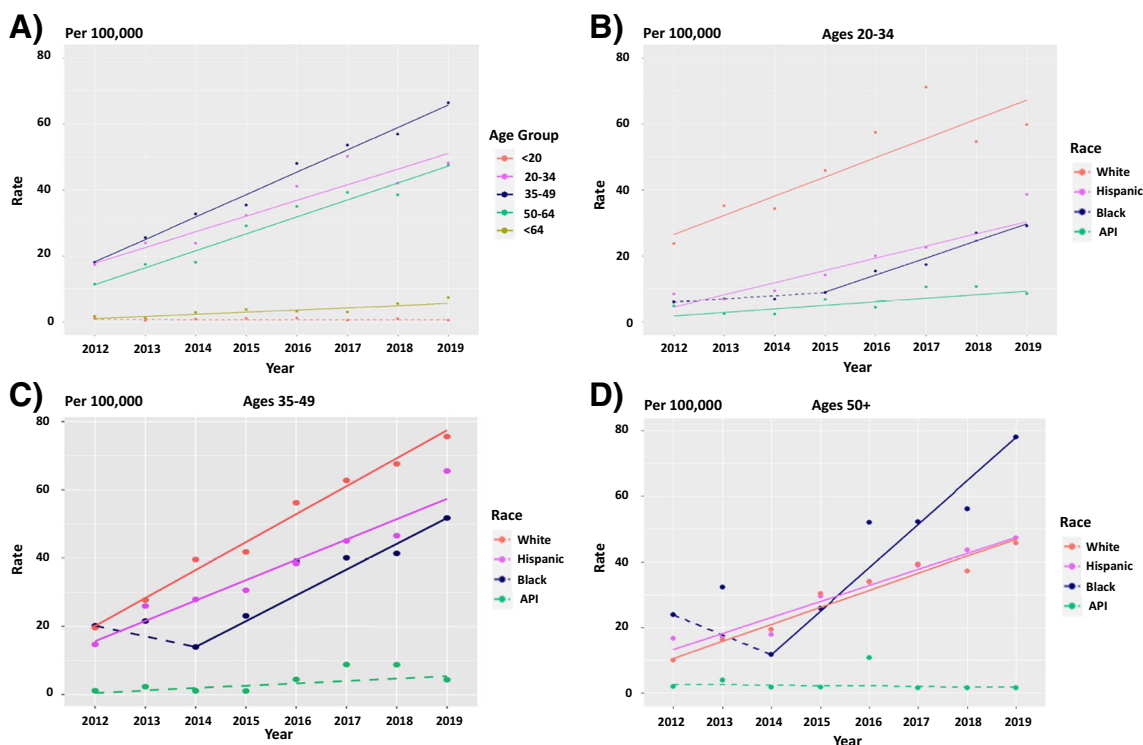 A)
Per 100,000
80
60
40
20
0
Rate
2012 2013 2014 2015 2016 2017 2018 2019
Year
Age Group
<20
20-34
35-49
50-64
<64
B)
Per 100,000 Ages 20-34
80
60
40
20
0
Rate
2012 2013 2014 2015 2016 2017 2018 2019
Year
Race
White
Hispanic
Black
API
C)
Per 100,000 Ages 35-49
80
60
40
20
0
Rate
2012 2013 2014 2015 2016 2017 2018 2019
Year
Race
White
Hispanic
Black
API
D)
Per 100,000 Ages 50+
80
60
40
20
0
Rate
2012 2013 2014 2015 2016 2017 2018 2019
Year
Race
White
Hispanic
Black
API